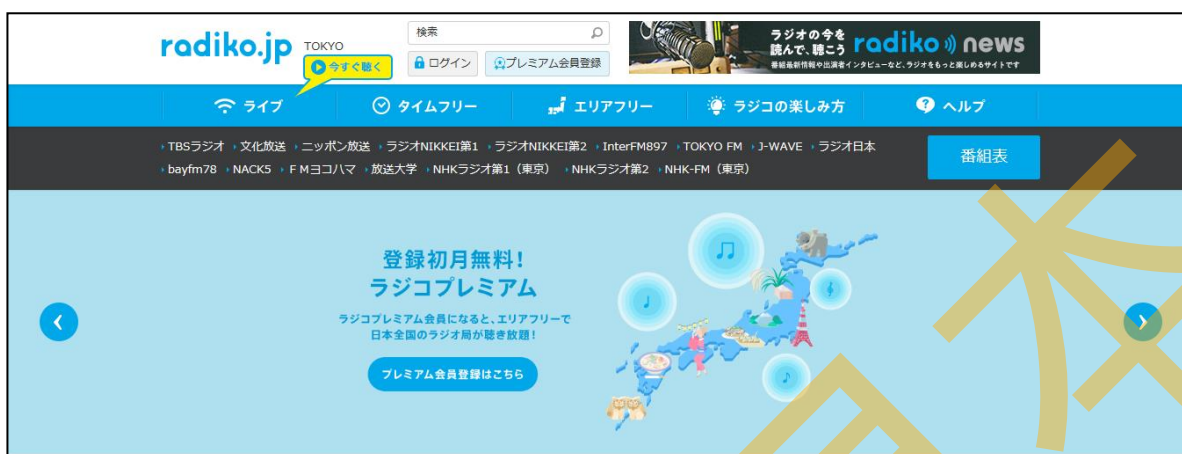 radiko.jp
TOKYO
今すぐ聴く
検索
ログイン
プレミアム会員登録
ラジオの今を
読んで、聴こう
radiko news
番組最新情報や出演者インタビューなど、ラジオをもっと楽しめるサイトです
ライブ タイムフリー エリアフリー ラジコの楽しみ方 ヘルプ
TBSラジオ 文化放送 ニッポン放送 ラジオNIKKEI第1 ラジオNIKKEI第2 InterFM897 TOKYO FM J-WAVE ラジオ日本
bayfm78 NACK5 FMヨコハマ 放送大学 NHKラジオ第1（東京） NHKラジオ第2 NHK-FM（東京）
番組表
登録初月無料！
ラジコプレミアム
ラジコプレミアム会員になると、エリアフリーで
日本全国のラジオ局が聴き放題！
プレミアム会員登録はこちら